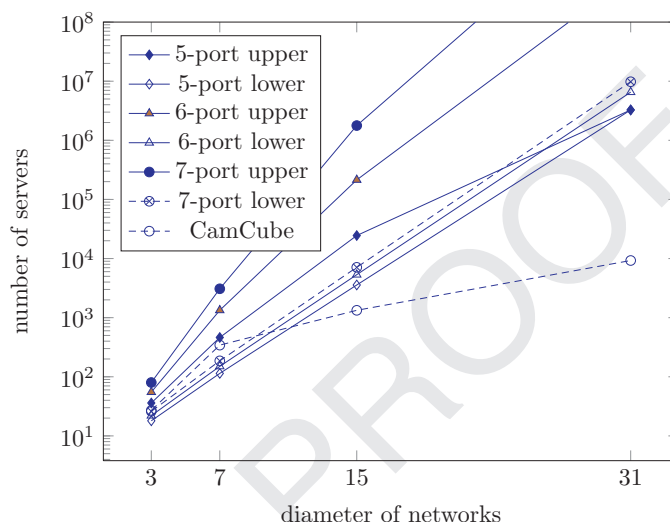 10^8
10^7
10^6
10^5
10^4
10^3
10^2
10^1
number of servers
5-port upper
5-port lower
6-port upper
6-port lower
7-port upper
7-port lower
CamCube
3 7 15 31
diameter of networks
PROOF